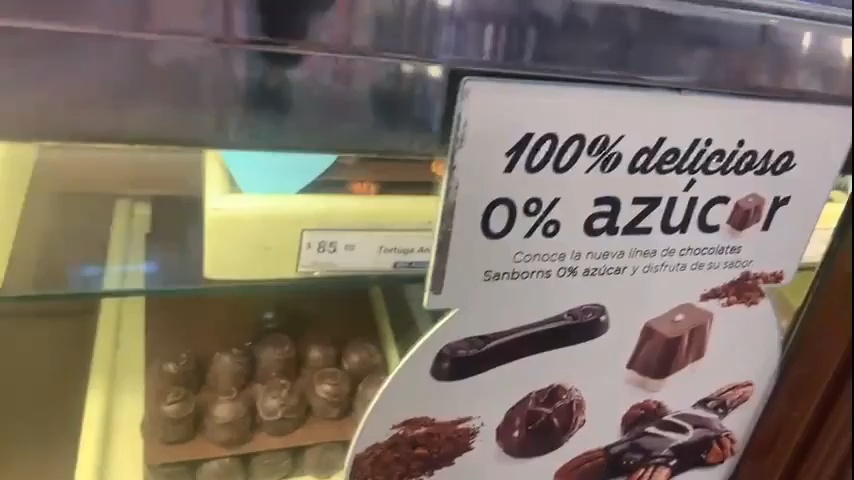 100% delicioso
0% azúcar
Conoce la nueva línea de chocolates
Sanborns 0% azúcar y disfruta de su sabor.
$ 85 00
Tortuga